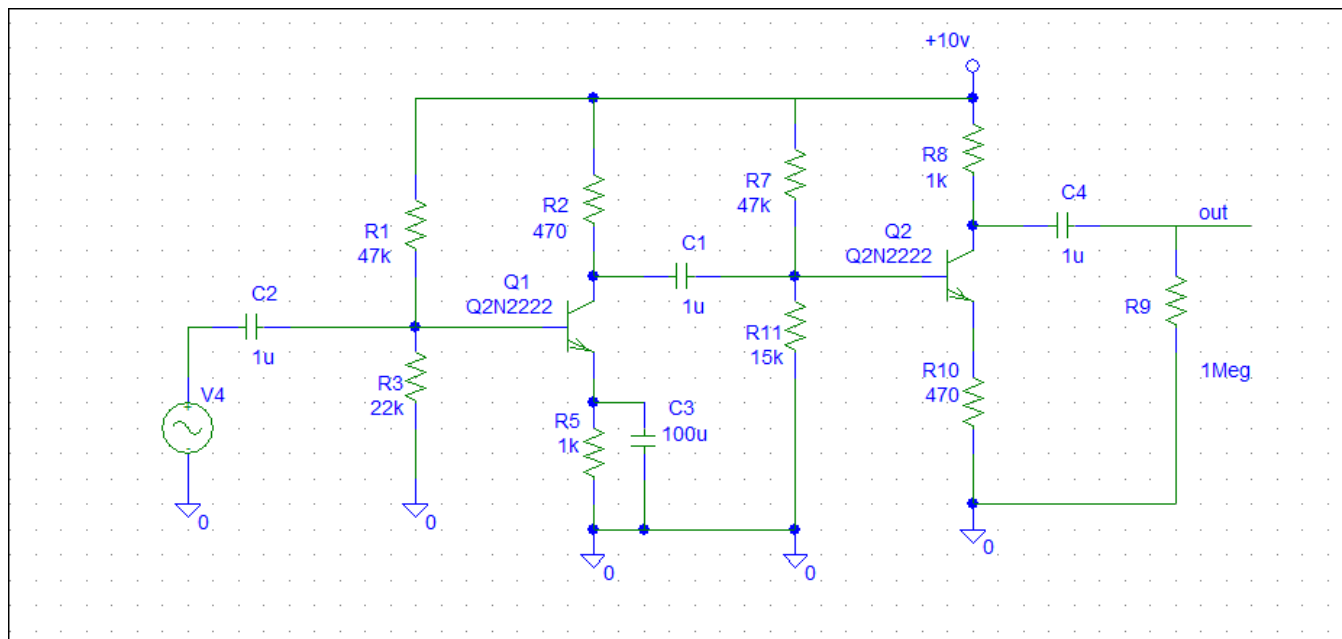 +10v
R8
1k
R7
47k
R2
470
C4
out
1u
R1
47k
C1
1u
Q2
Q2N2222
Q1
Q2N2222
C2
1u
R9
R11
15k
R3
22k
R10
470
1Meg
V4
+
-
C3
100u
R5
1k
0
0
0
0
0